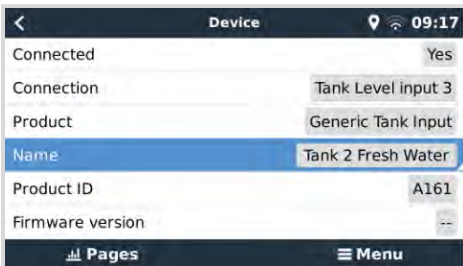 Device 09:17
Connected Yes
Connection Tank Level input 3
Product Generic Tank Input
Name Tank 2 Fresh Water
Product ID A161
Firmware version --
Pages Menu